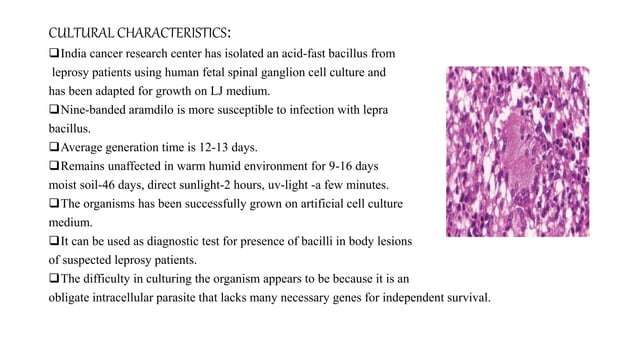 CULTURAL CHARACTERISTICS:
❑India cancer research center has isolated an acid-fast bacillus from
leprosy patients using human fetal spinal ganglion cell culture and
has been adapted for growth on LJ medium.
❑Nine-banded aramdilo is more susceptible to infection with lepra
bacillus.
❑Average generation time is 12-13 days.
❑Remains unaffected in warm humid environment for 9-16 days
moist soil-46 days, direct sunlight-2 hours, uv-light -a few minutes.
❑The organisms has been successfully grown on artificial cell culture
medium.
❑It can be used as diagnostic test for presence of bacilli in body lesions
of suspected leprosy patients.
❑The difficulty in culturing the organism appears to be because it is an
obligate intracellular parasite that lacks many necessary genes for independent survival.